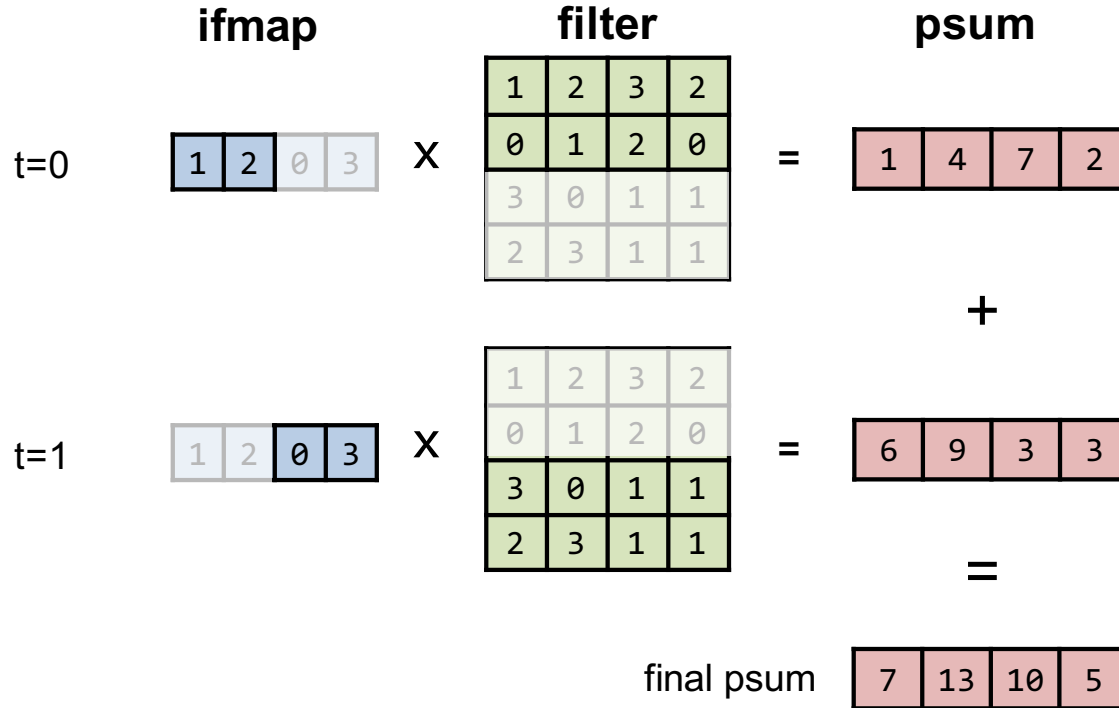 ifmap filter psum
1 2 3 2
t=0 1 2 0 3 x 0 1 2 0 = 1 4 7 2
3 0 1 1
2 3 1 1
+
1 2 3 2
t=1 1 2 0 3 x 0 1 2 0 = 6 9 3 3
3 0 1 1
2 3 1 1
=
final psum 7 13 10 5